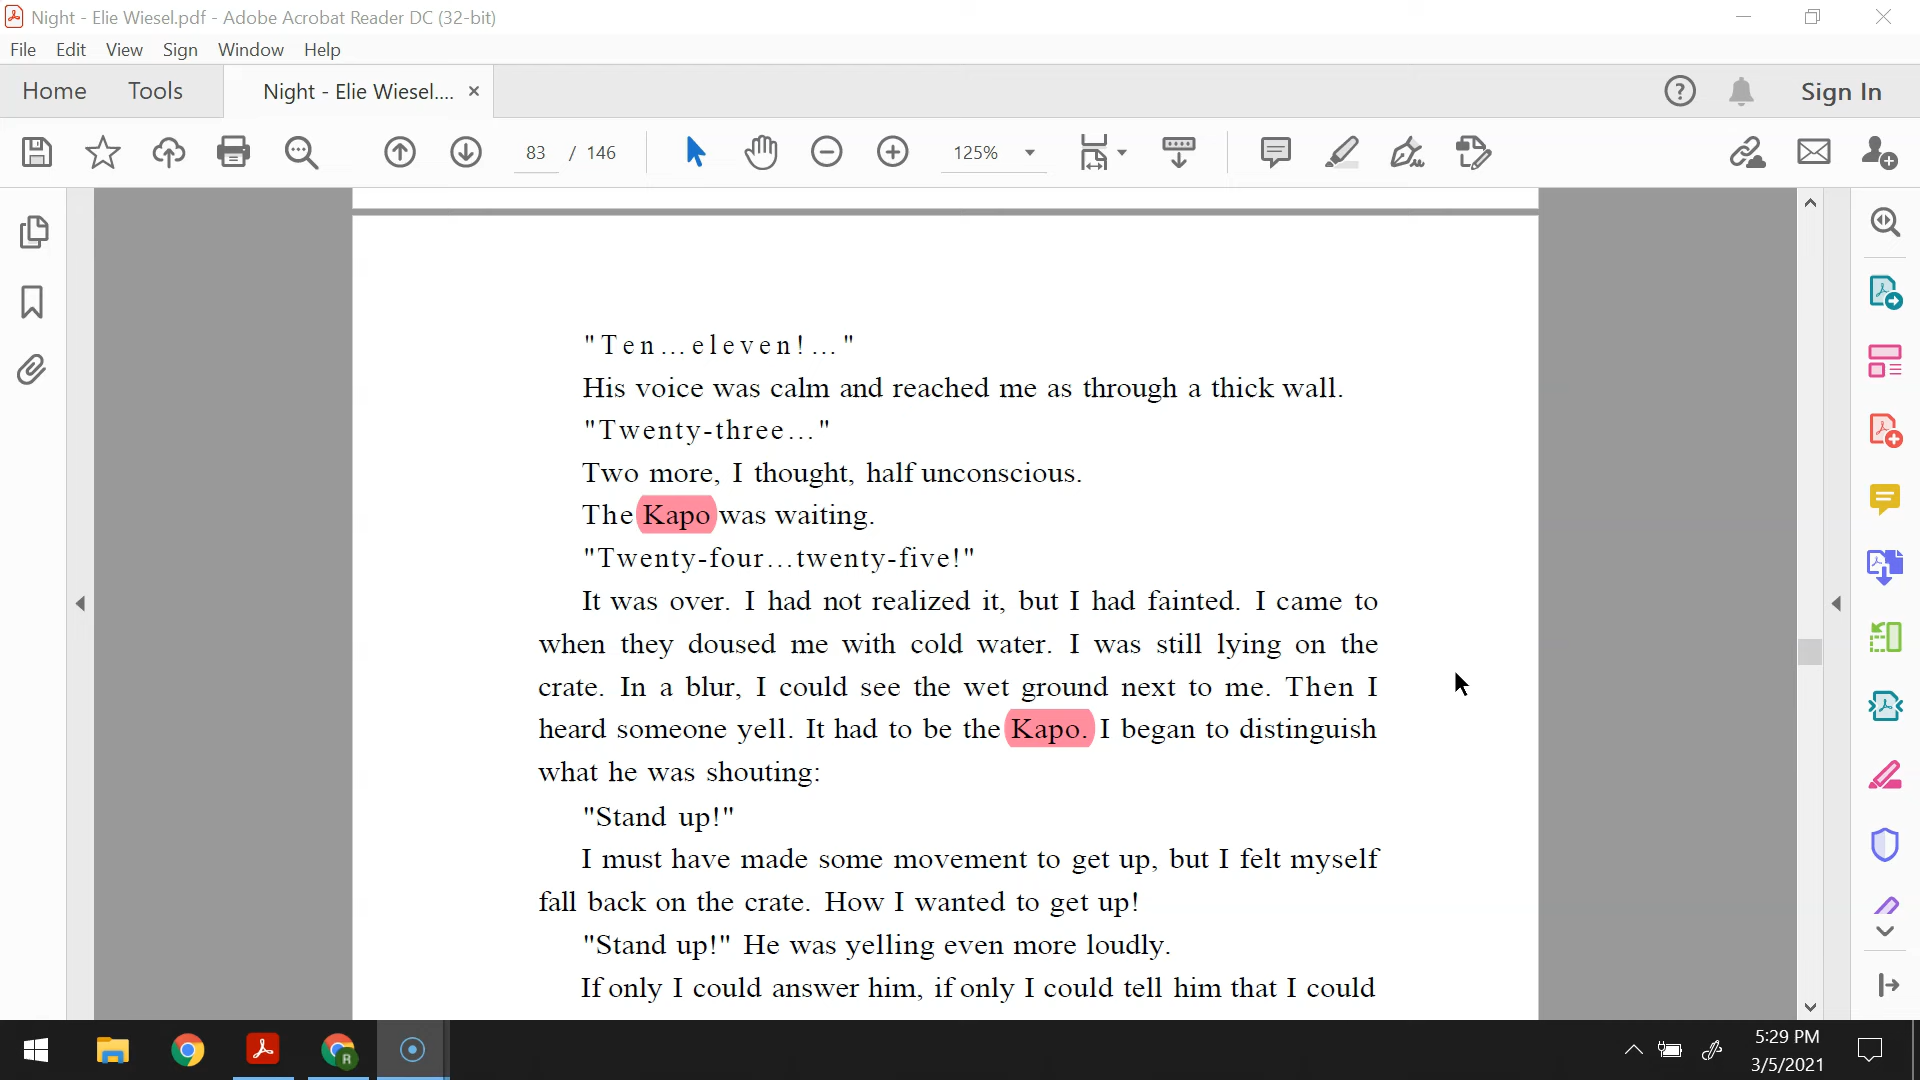 Night - Elie Wiesel.pdf - Adobe Acrobat Reader DC (32-bit)
File Edit View Sign Window Help
Home Tools Night - Elie Wiesel.... × Sign In
83 / 146 125%
"Ten...eleven!..."
His voice was calm and reached me as through a thick wall.
"Twenty-three..."
Two more, I thought, half unconscious.
The Kapo was waiting.
"Twenty-four...twenty-five!"
It was over. I had not realized it, but I had fainted. I came to
when they doused me with cold water. I was still lying on the
crate. In a blur, I could see the wet ground next to me. Then I
heard someone yell. It had to be the Kapo. I began to distinguish
what he was shouting:
"Stand up!"
I must have made some movement to get up, but I felt myself
fall back on the crate. How I wanted to get up!
"Stand up!" He was yelling even more loudly.
If only I could answer him, if only I could tell him that I could
R
5:29 PM
3/5/2021